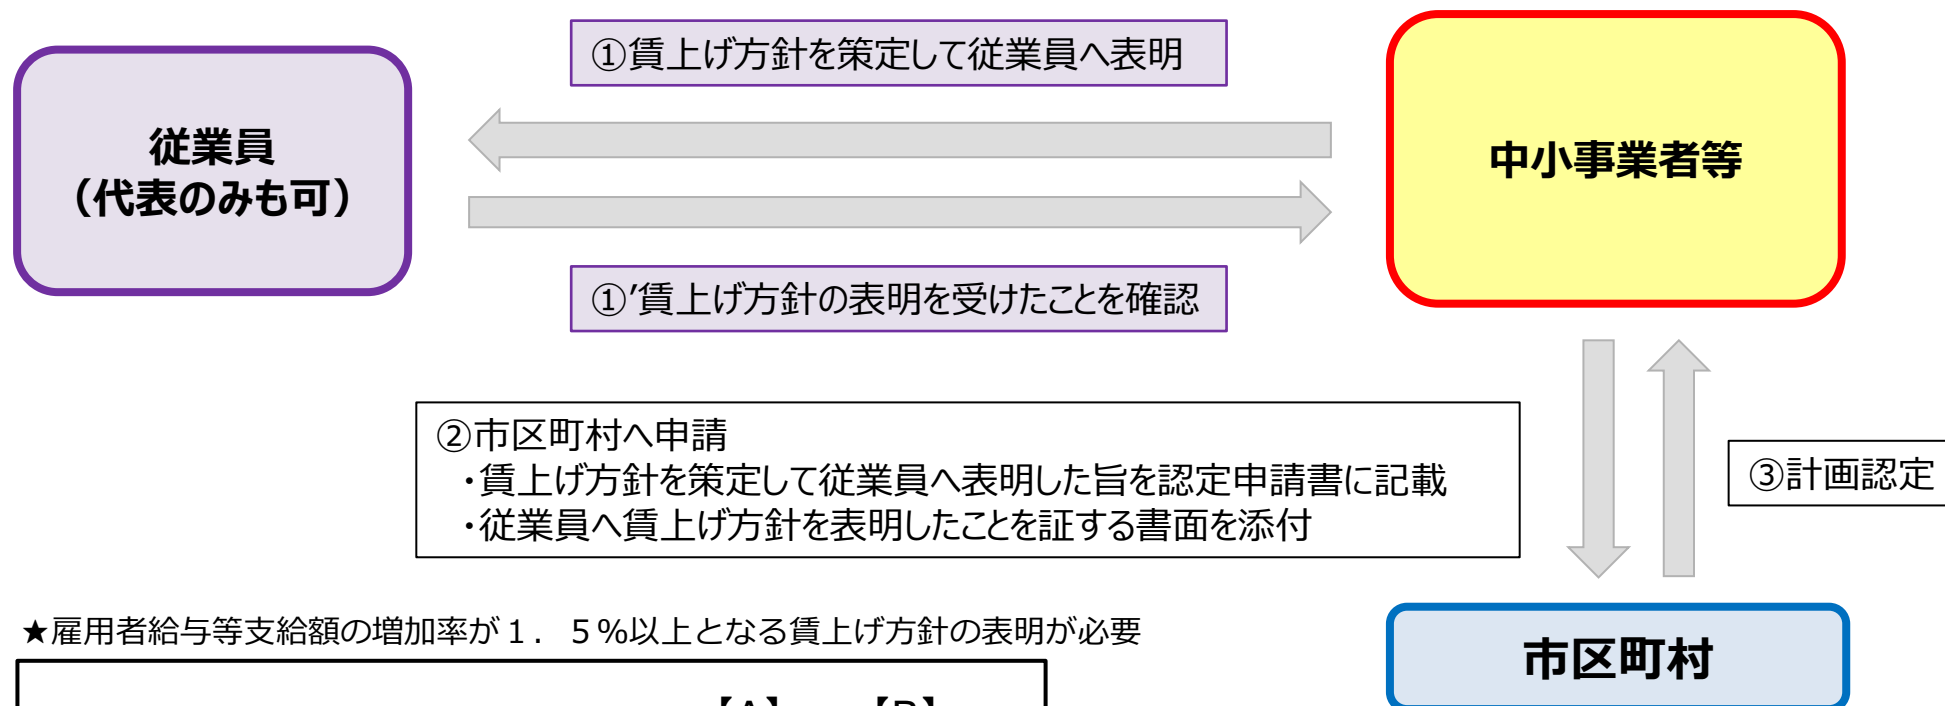 ①賃上げ方針を策定して従業員へ表明
従業員
（代表のみも可）
中小事業者等
①’賃上げ方針の表明を受けたことを確認
②市区町村へ申請
・賃上げ方針を策定して従業員へ表明した旨を認定申請書に記載
・従業員へ賃上げ方針を表明したことを証する書面を添付
③計画認定
★雇用者給与等支給額の増加率が１．５%以上となる賃上げ方針の表明が必要
市区町村
【A】 【B】